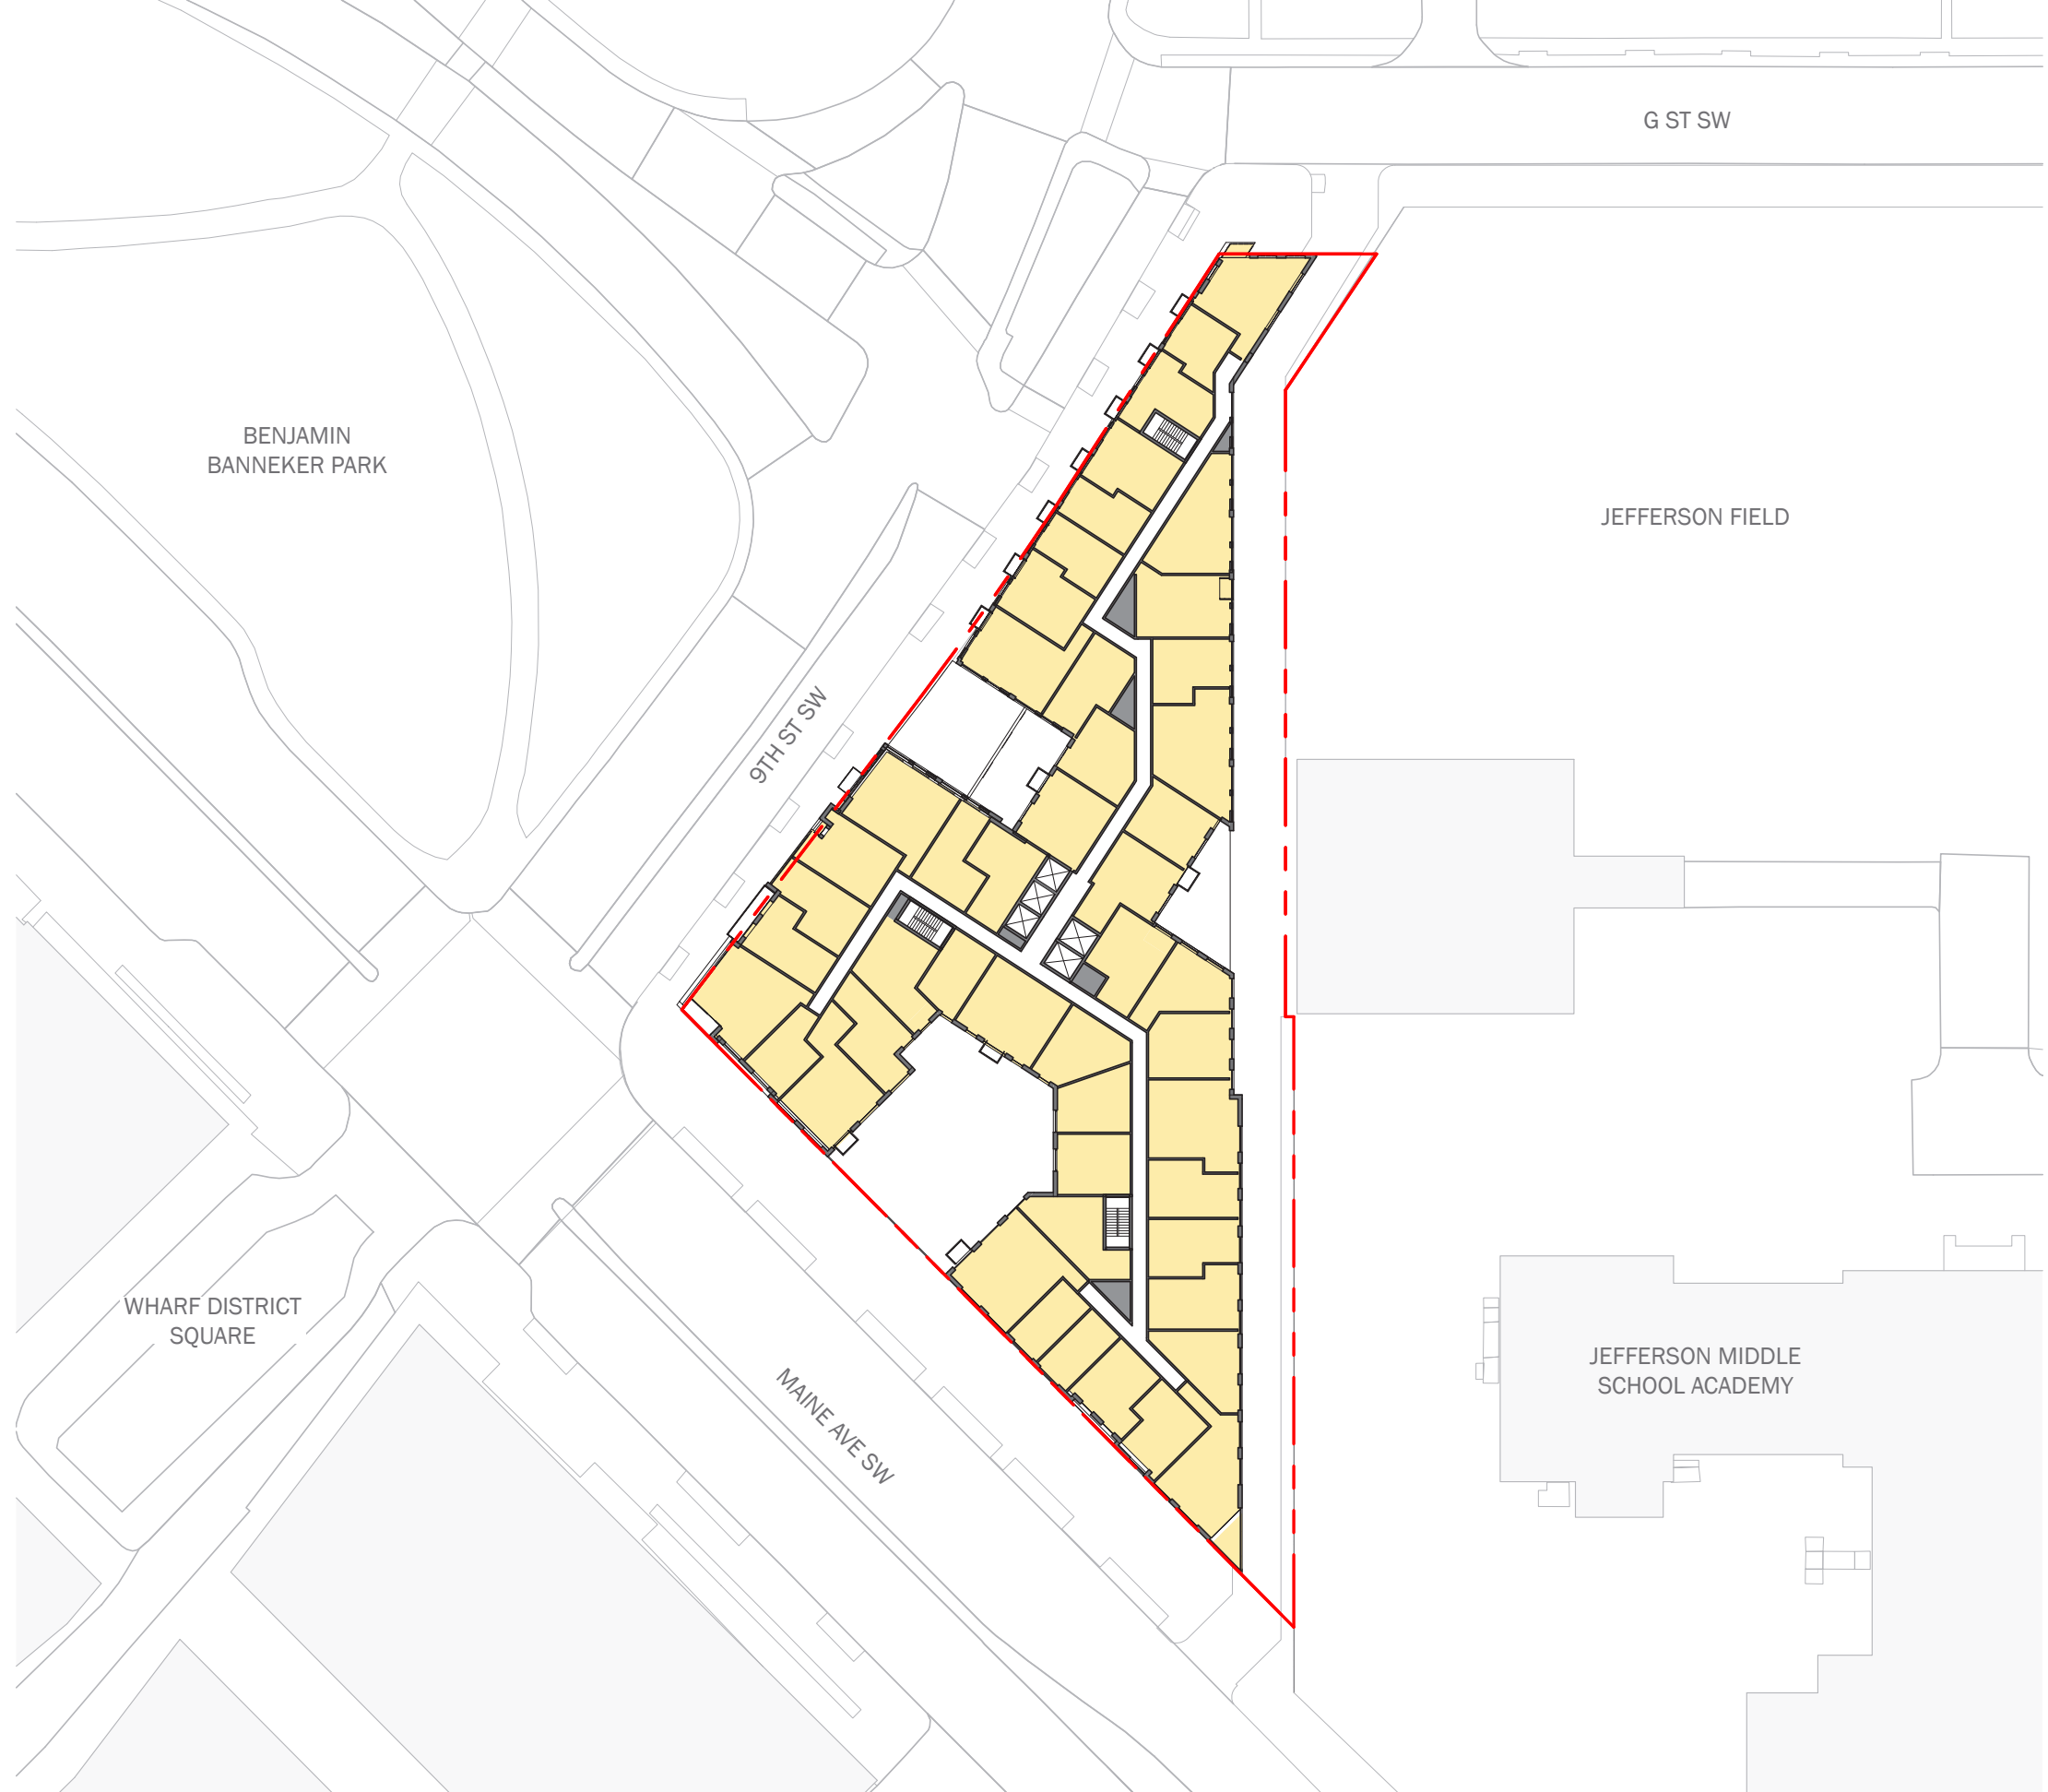 G ST SW
BENJAMIN
BANNEKER PARK
JEFFERSON FIELD
9TH ST SW
WHARF DISTRICT
SQUARE
MAINE AVE SW
JEFFERSON MIDDLE
SCHOOL ACADEMY